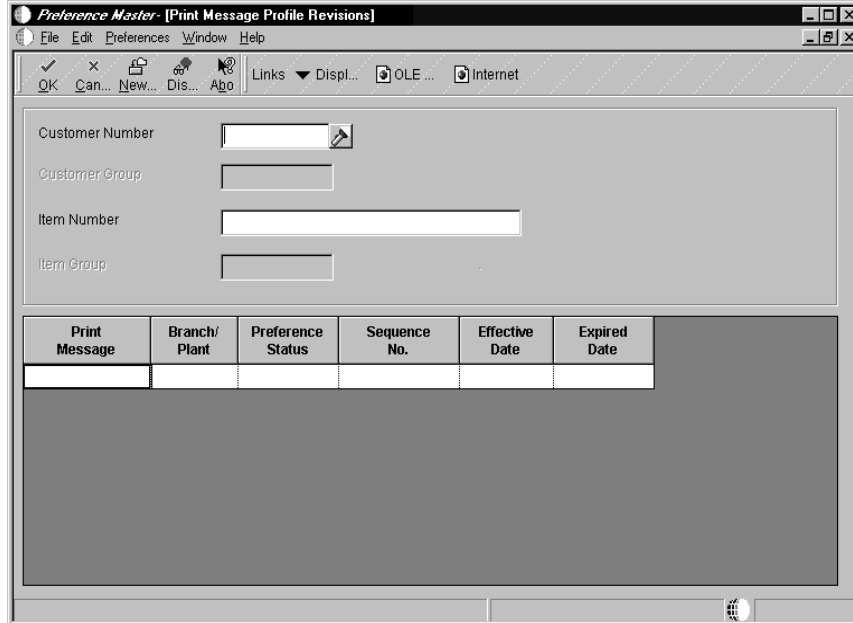 Preference Master - [Print Message Profile Revisions]
File Edit Preferences Window Help
OK Can... New... Dis... Abo Links Displ... OLE ... Internet
Customer Number
Customer Group
Item Number
Item Group
Print Message Branch/ Plant Preference Status Sequence No. Effective Date Expired Date